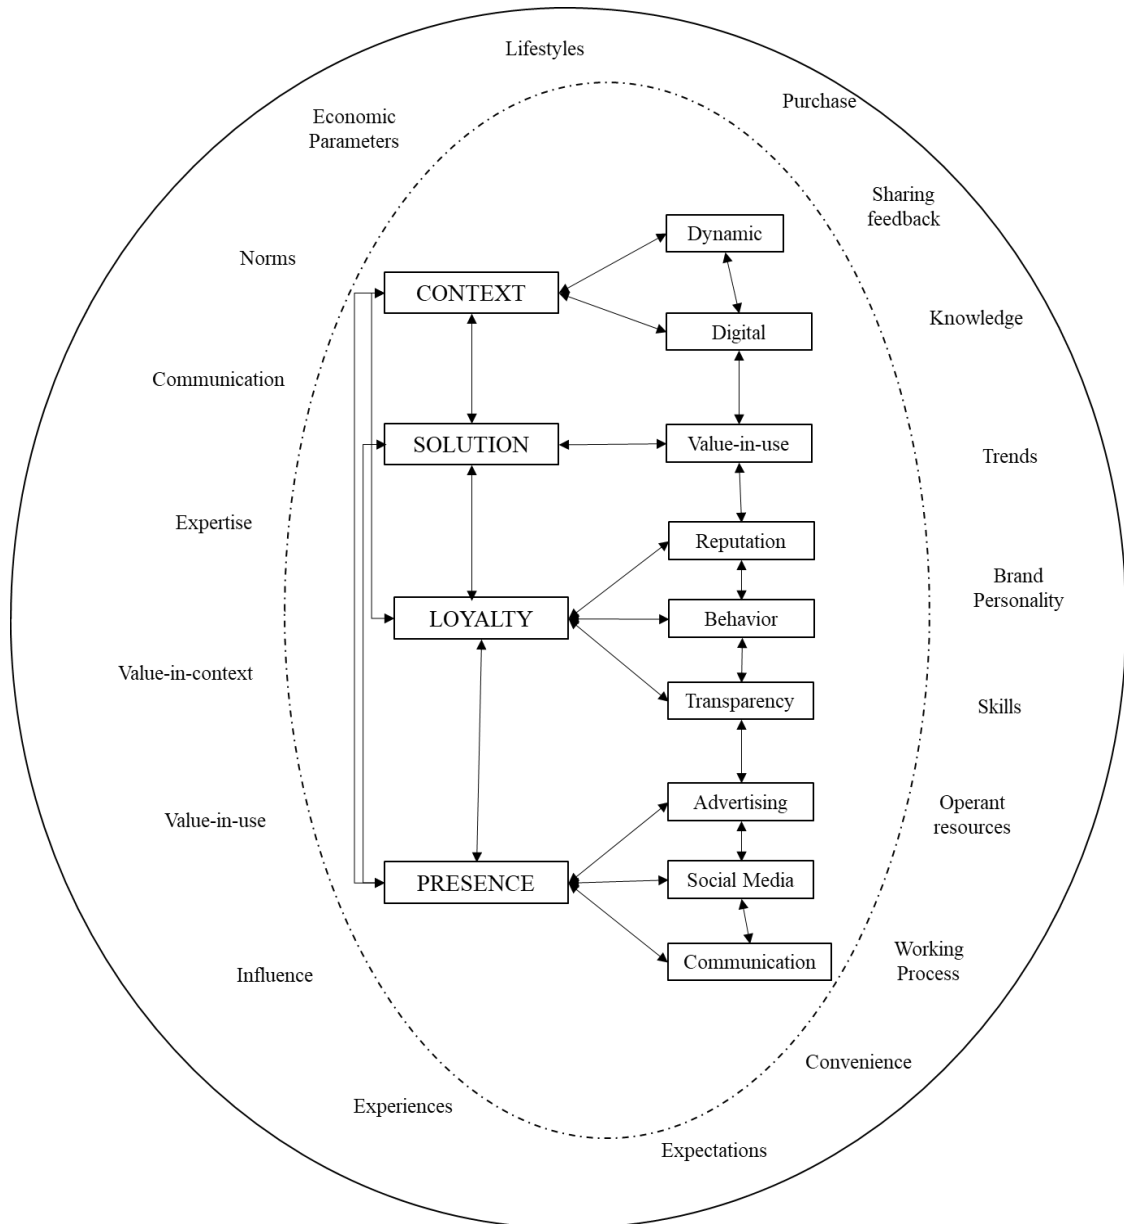 Lifestyles
Purchase
Economic
Parameters
Sharing
feedback
Dynamic
Norms
CONTEXT
Digital
Knowledge
Communication
SOLUTION
Value-in-use
Trends
Expertise
Reputation
Brand
Personality
LOYALTY
Behavior
Value-in-context
Transparency
Skills
Advertising
Operant
resources
Value-in-use
PRESENCE
Social Media
Working
Process
Communication
Influence
Convenience
Experiences
Expectations